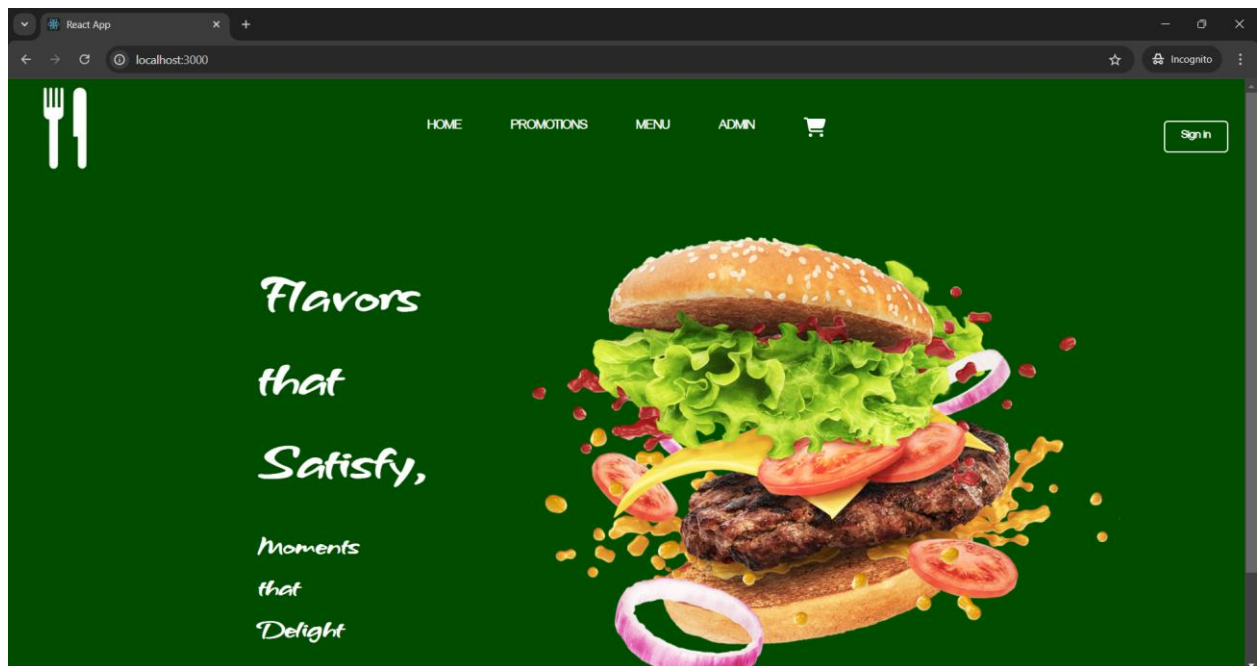 React App
localhost:3000
Incognito
HOME PROMOTIONS MENU ADMIN
Sign in
Flavors
that
Satisfy,
Moments
that
Delight